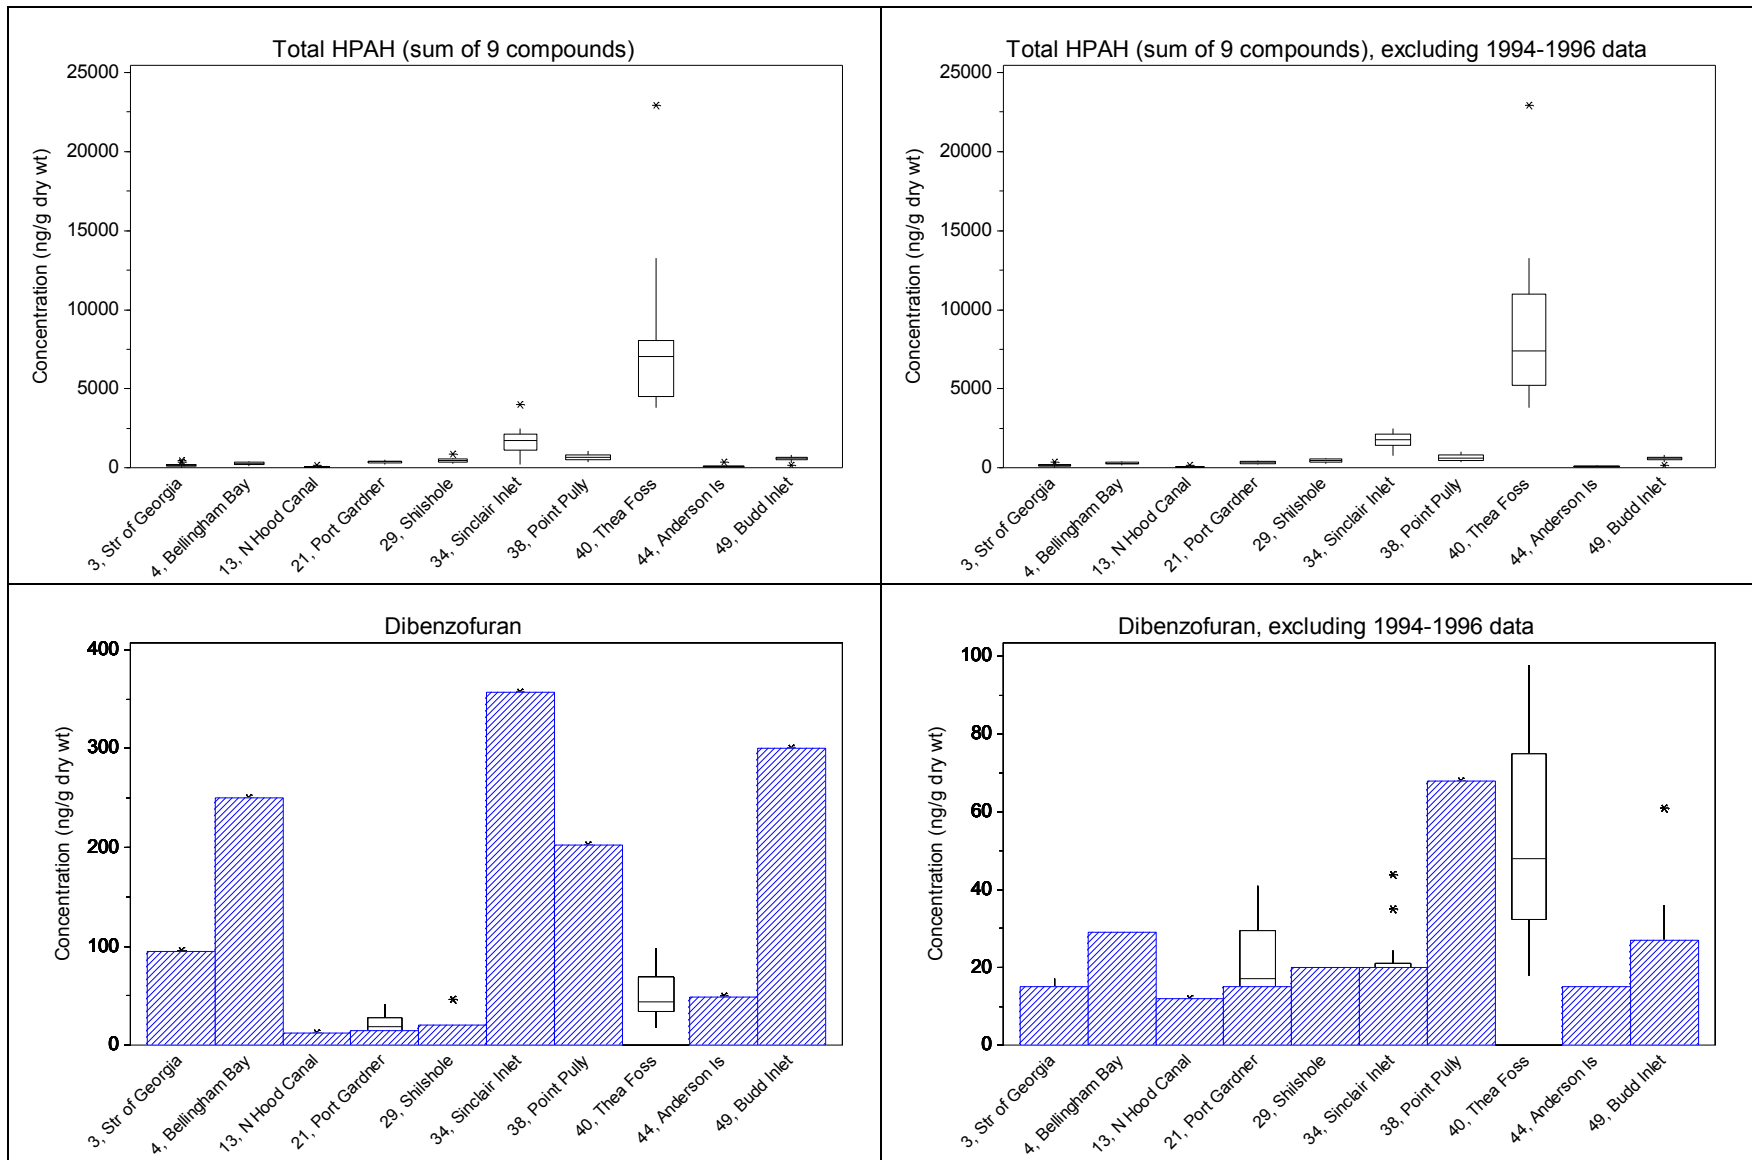 Total HPAH (sum of 9 compounds)
Concentration (ng/g dry wt)
25000
20000
15000
10000
5000
0
3, Str of Georgia
4, Bellingham Bay
13, N Hood Canal
21, Port Gardner
29, Shilshole
34, Sinclair Inlet
38, Point Pully
40, Thea Foss
44, Anderson Is
49, Budd Inlet
Total HPAH (sum of 9 compounds), excluding 1994-1996 data
Concentration (ng/g dry wt)
25000
20000
15000
10000
5000
0
3, Str of Georgia
4, Bellingham Bay
13, N Hood Canal
21, Port Gardner
29, Shilshole
34, Sinclair Inlet
38, Point Pully
40, Thea Foss
44, Anderson Is
49, Budd Inlet
Dibenzofuran
Concentration (ng/g dry wt)
400
300
200
100
0
3, Str of Georgia
4, Bellingham Bay
13, N Hood Canal
21, Port Gardner
29, Shilshole
34, Sinclair Inlet
38, Point Pully
40, Thea Foss
44, Anderson Is
49, Budd Inlet
Dibenzofuran, excluding 1994-1996 data
Concentration (ng/g dry wt)
100
80
60
40
20
0
3, Str of Georgia
4, Bellingham Bay
13, N Hood Canal
21, Port Gardner
29, Shilshole
34, Sinclair Inlet
38, Point Pully
40, Thea Foss
44, Anderson Is
49, Budd Inlet